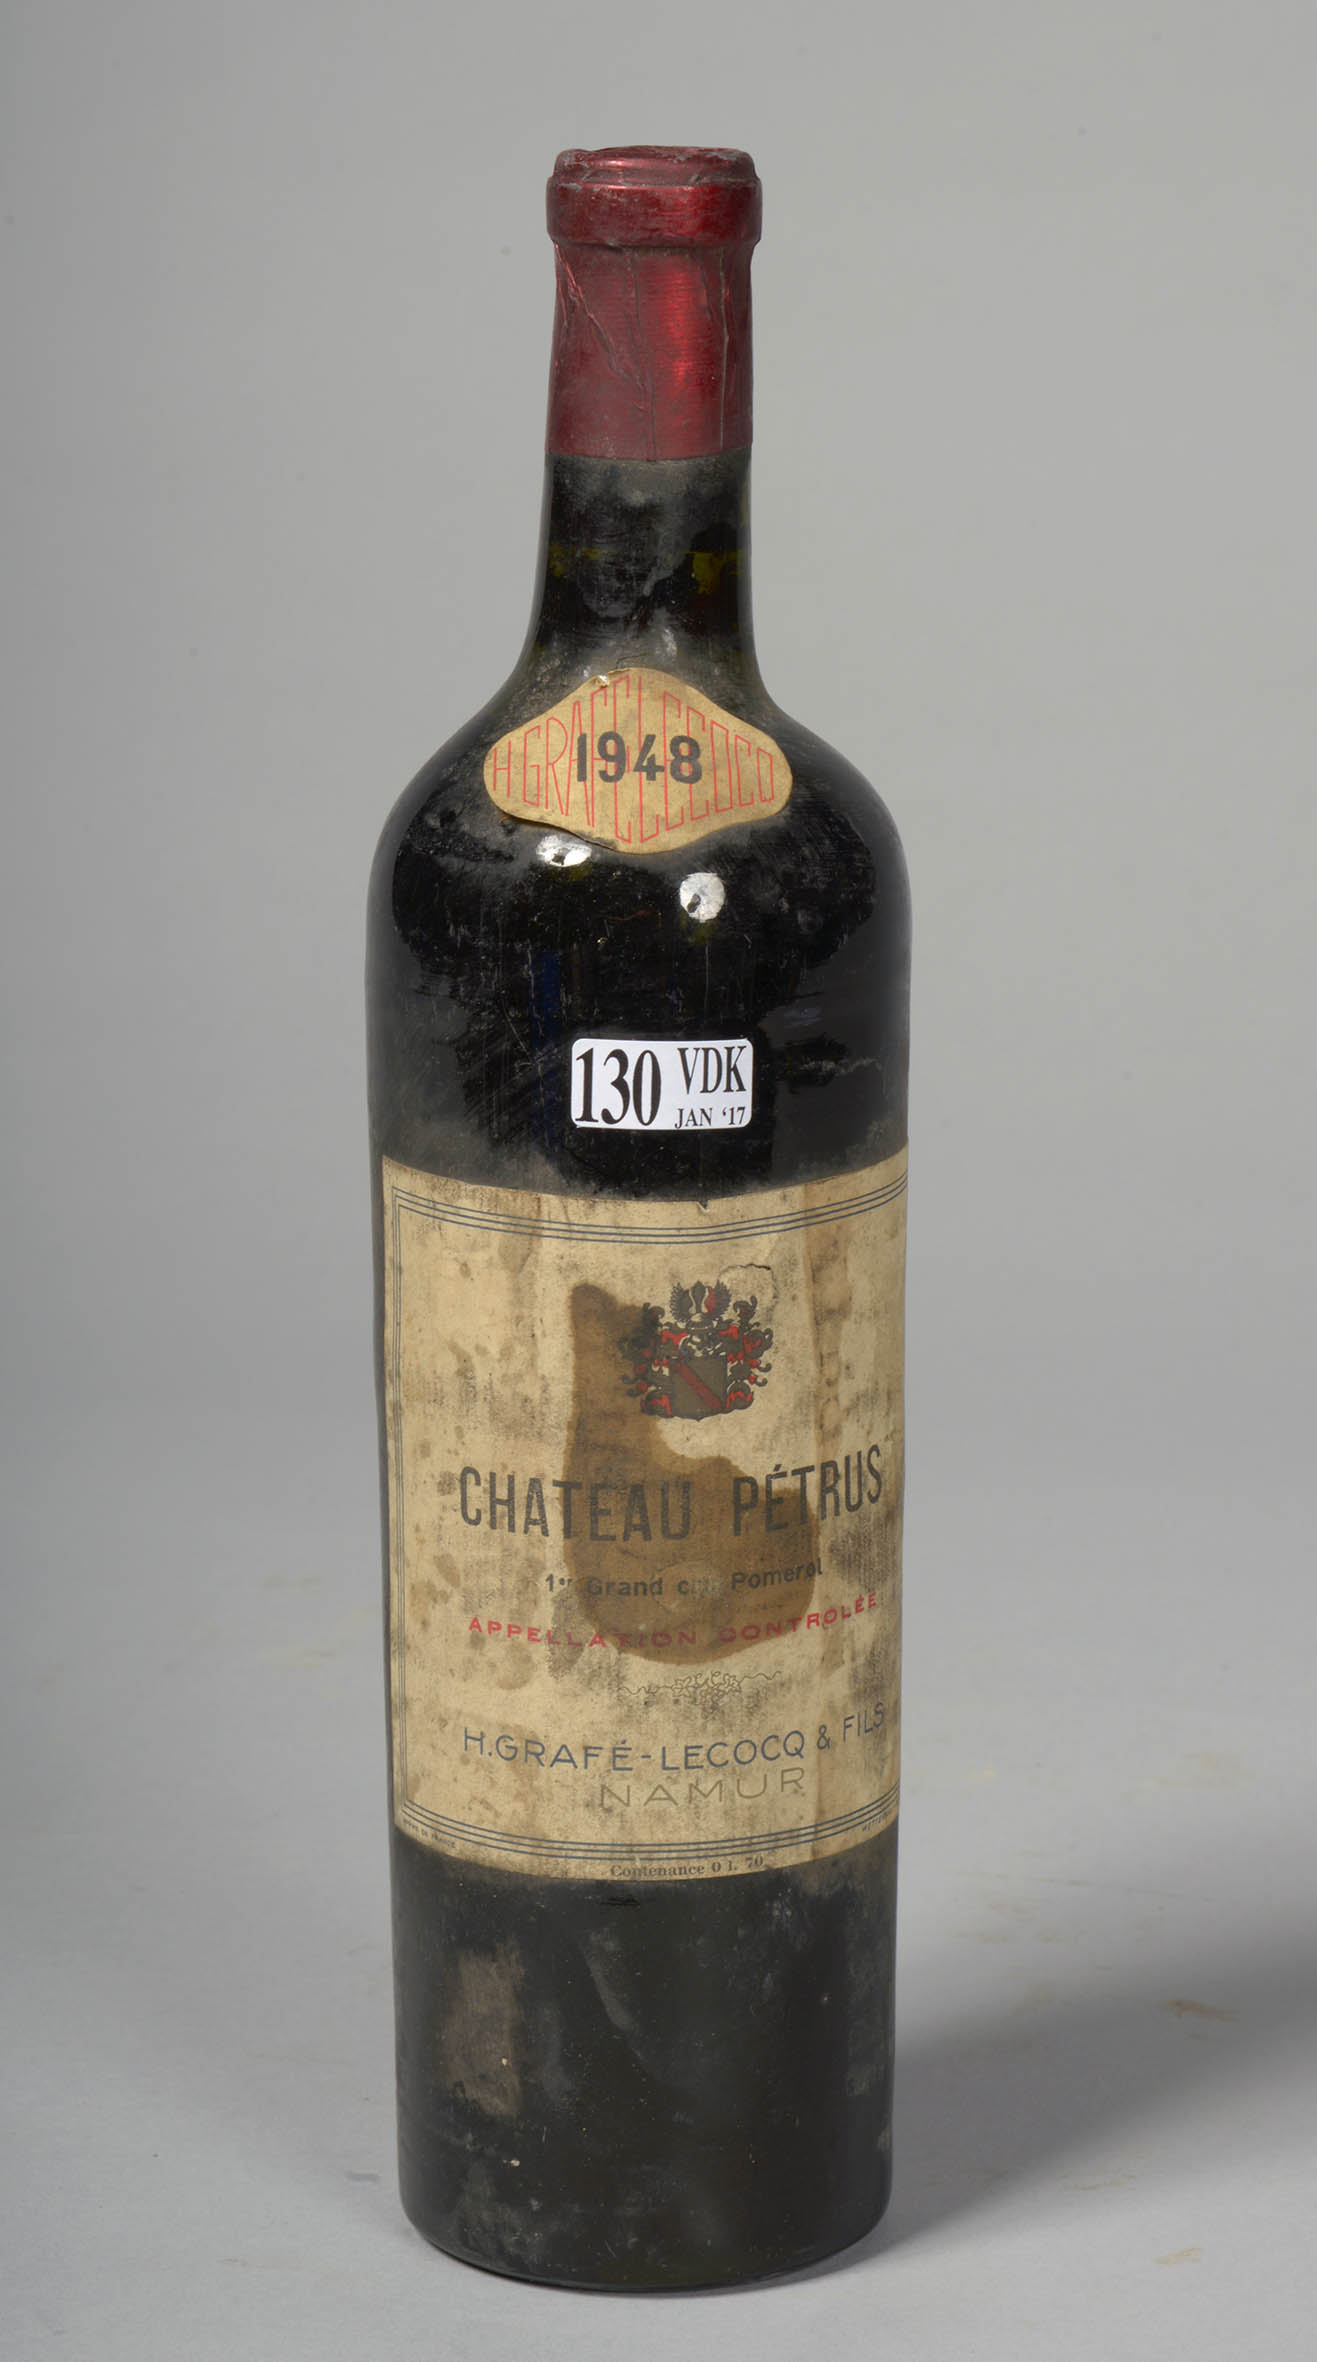 H.GRAFÉ LECOCQ
1948
130 VDK
JAN '17
CHATEAU PÉTRUS
1er Grand cru Pomerol
APPELLATION CONTROLÉE
H.GRAFÉ-LECOCQ & FILS
NAMUR
Contenance 0 l. 70